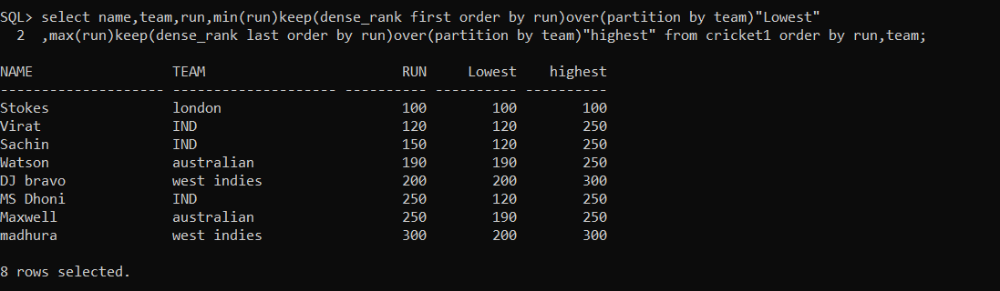 SQL> select name,team,run,min(run)keep(dense_rank first order by run)over(partition by team)"Lowest"
  2  ,max(run)keep(dense_rank last order by run)over(partition by team)"highest" from cricket1 order by run,team;
NAME                 TEAM                        RUN     Lowest    highest
-------------------- -------------------- ---------- ---------- ----------
Stokes               london                      100        100        100
Virat                IND                         120        120        250
Sachin               IND                         150        120        250
Watson               australian                  190        190        250
DJ bravo             west indies                 200        200        300
MS Dhoni             IND                         250        120        250
Maxwell              australian                  250        190        250
madhura              west indies                 300        200        300
8 rows selected.